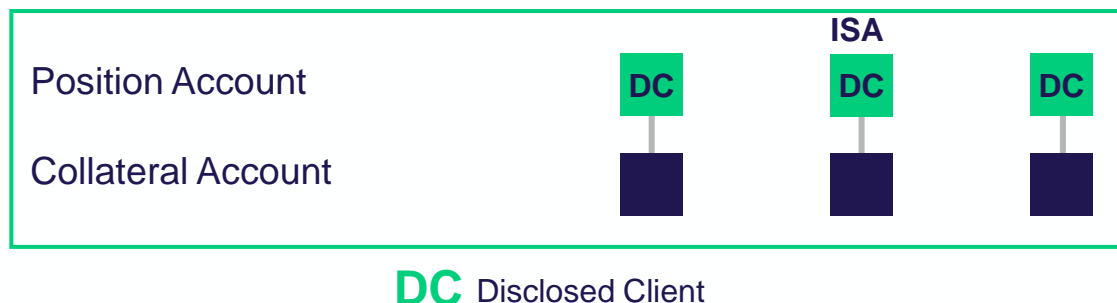 ISA
Position Account DC DC DC
Collateral Account
DC Disclosed Client